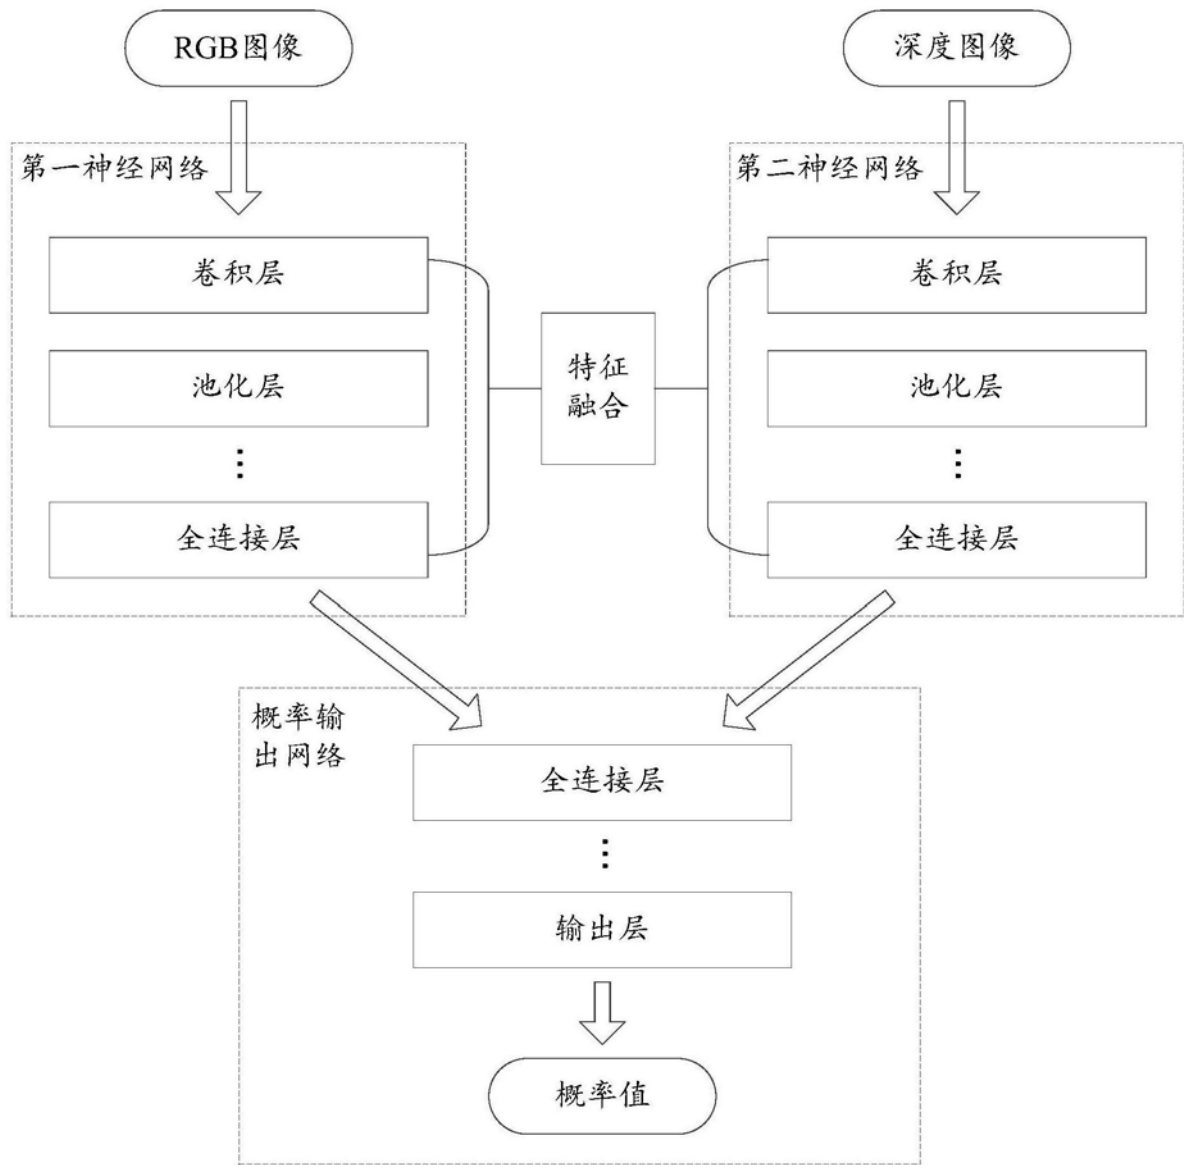 RGB图像
深度图像
第一神经网络
第二神经网络
卷积层
池化层
⋮
全连接层
特征
融合
卷积层
池化层
⋮
全连接层
概率输
出网络
全连接层
⋮
输出层
概率值